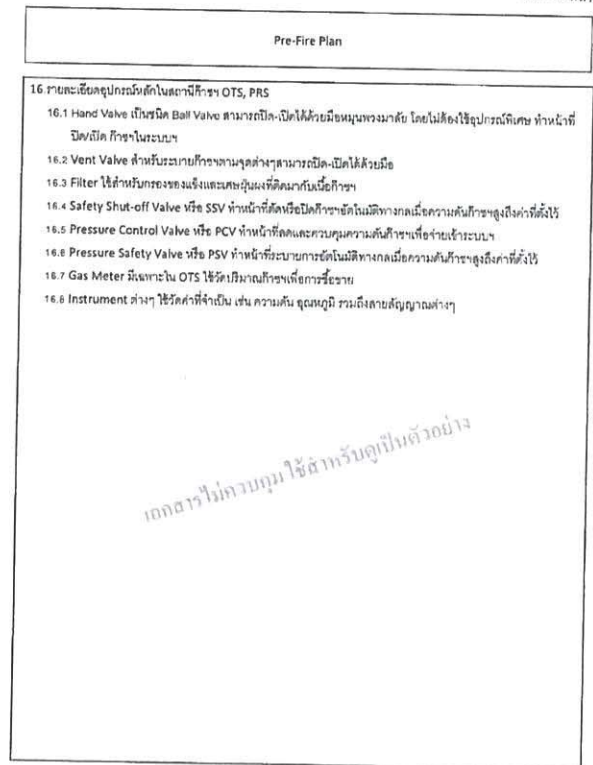 Pre-Fire Plan
16.รายละเอียดอุปกรณ์หลักในสถานีก๊าซฯ OTS, PRS
16.1 Hand Valve เป็นชนิด Ball Valve สามารถปิด-เปิดได้ด้วยมือหมุนพวงมาลัย โดยไม่ต้องใช้อุปกรณ์พิเศษ ทำหน้าที่
ปิด/เปิด ก๊าซฯในระบบฯ
16.2 Vent Valve สำหรับระบายก๊าซฯตามจุดต่างๆสามารถปิด-เปิดได้ด้วยมือ
16.3 Filter ใช้สำหรับกรองของแข็งและเศษฝุ่นผงที่ติดมากับเนื้อก๊าซฯ
16.4 Safety Shut-off Valve หรือ SSV ทำหน้าที่ตัดหรือปิดก๊าซฯอัตโนมัติทางกลเมื่อความดันก๊าซฯสูงถึงค่าที่ตั้งไว้
16.5 Pressure Control Valve หรือ PCV ทำหน้าที่ลดและควบคุมความดันก๊าซฯเพื่อจ่ายเข้าระบบฯ
16.6 Pressure Safety Valve หรือ PSV ทำหน้าที่ระบายการอัตโนมัติทางกลเมื่อความดันก๊าซฯสูงถึงค่าที่ตั้งไว้
16.7 Gas Meter มีเฉพาะใน OTS ใช้วัดปริมาณก๊าซฯเพื่อการซื้อขาย
16.8 Instrument ต่างๆ ใช้วัดค่าที่จำเป็น เช่น ความดัน อุณหภูมิ รวมถึงสายสัญญาณต่างๆ
เอกสารไม่ควบคุม ใช้สำหรับดูเป็นตัวอย่าง